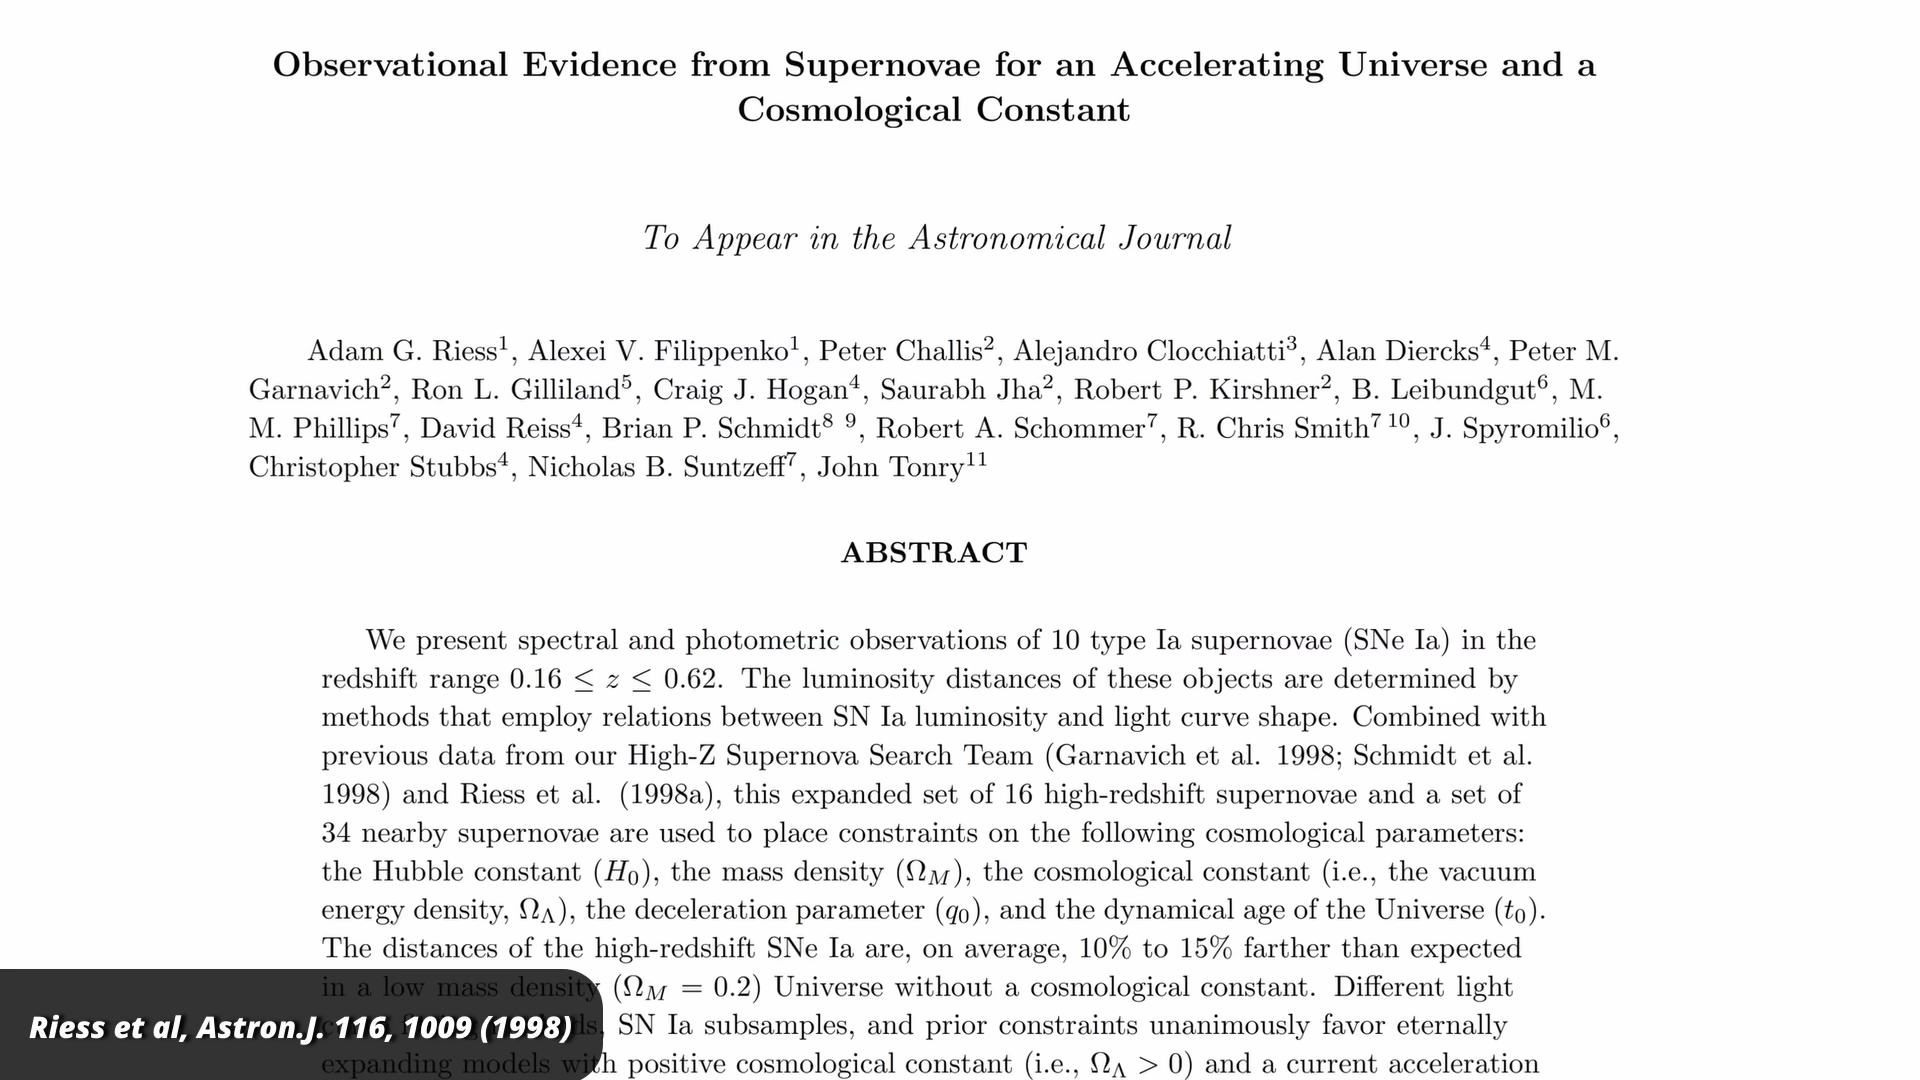 Observational Evidence from Supernovae for an Accelerating Universe and a
Cosmological Constant
To Appear in the Astronomical Journal
Adam G. Riess¹, Alexei V. Filippenko¹, Peter Challis², Alejandro Clocchiatti³, Alan Diercks⁴, Peter M.
Garnavich², Ron L. Gilliland⁵, Craig J. Hogan⁴, Saurabh Jha², Robert P. Kirshner², B. Leibundgut⁶, M.
M. Phillips⁷, David Reiss⁴, Brian P. Schmidt⁸ ⁹, Robert A. Schommer⁷, R. Chris Smith⁷ ¹⁰, J. Spyromilio⁶,
Christopher Stubbs⁴, Nicholas B. Suntzeff⁷, John Tonry¹¹
ABSTRACT
We present spectral and photometric observations of 10 type Ia supernovae (SNe Ia) in the
redshift range 0.16 ≤ z ≤ 0.62. The luminosity distances of these objects are determined by
methods that employ relations between SN Ia luminosity and light curve shape. Combined with
previous data from our High-Z Supernova Search Team (Garnavich et al. 1998; Schmidt et al.
1998) and Riess et al. (1998a), this expanded set of 16 high-redshift supernovae and a set of
34 nearby supernovae are used to place constraints on the following cosmological parameters:
the Hubble constant (H₀), the mass density (Ω_M), the cosmological constant (i.e., the vacuum
energy density, Ω_Λ), the deceleration parameter (q₀), and the dynamical age of the Universe (t₀).
The distances of the high-redshift SNe Ia are, on average, 10% to 15% farther than expected
in a low mass density (Ω_M = 0.2) Universe without a cosmological constant. Different light
SN Ia subsamples, and prior constraints unanimously favor eternally
expanding models with positive cosmological constant (i.e., Ω_Λ > 0) and a current acceleration
Riess et al, Astron.J. 116, 1009 (1998)